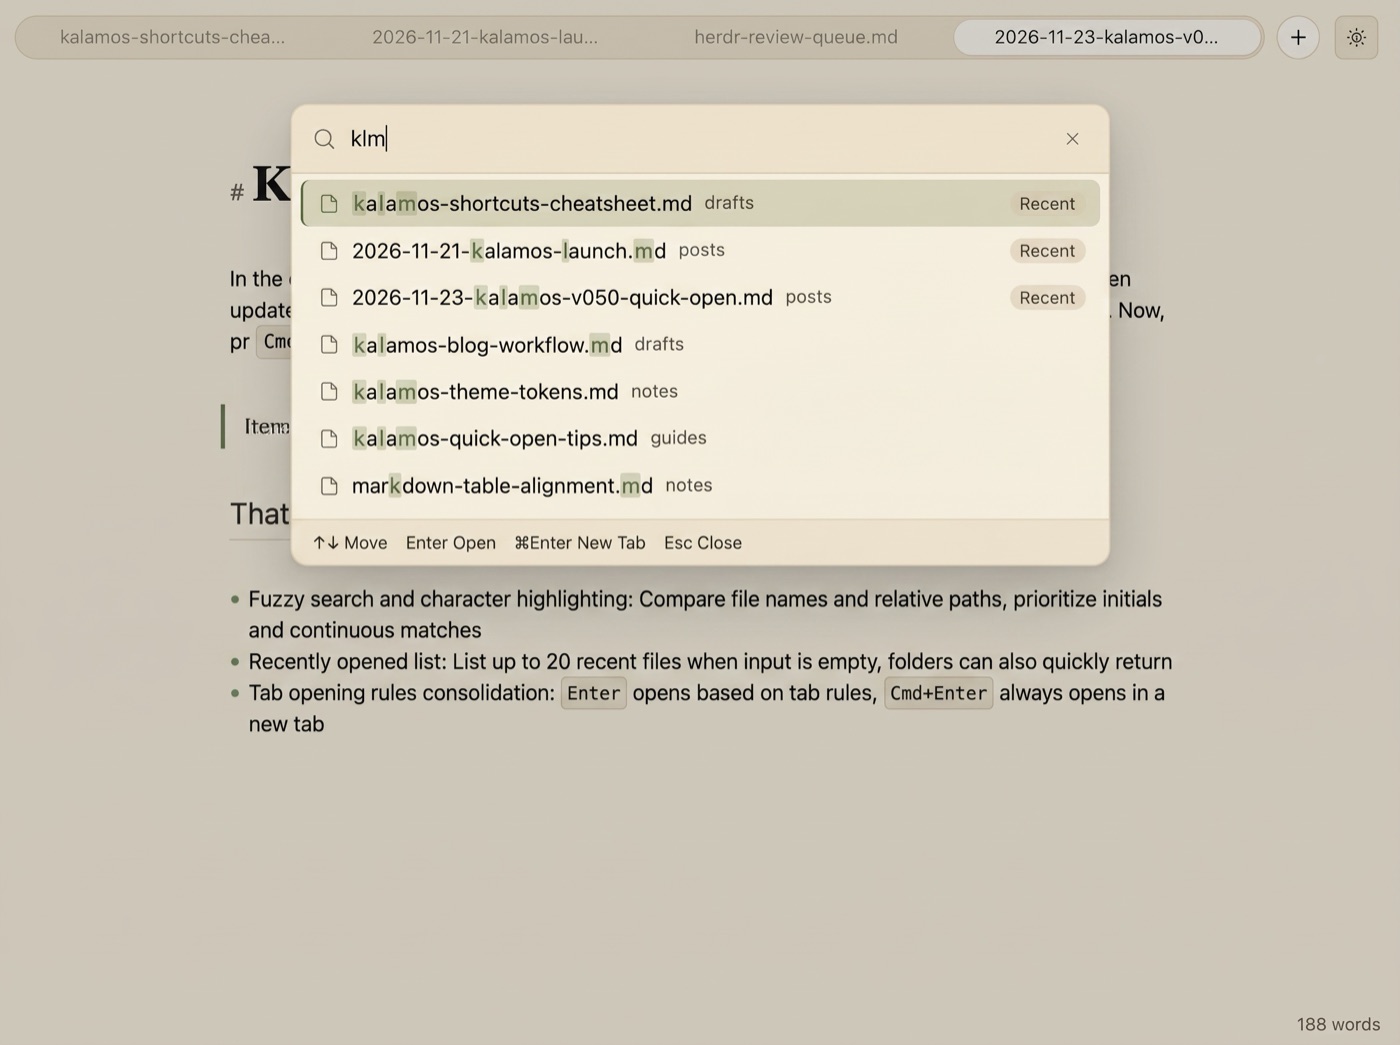 kalamos-shortcuts-chea...
2026-11-21-kalamos-lau...
herdr-review-queue.md
2026-11-23-kalamos-v0...
klm
# K
kalamos-shortcuts-cheatsheet.md drafts Recent
2026-11-21-kalamos-launch.md posts Recent
2026-11-23-kalamos-v050-quick-open.md posts Recent
kalamos-blog-workflow.md drafts
kalamos-theme-tokens.md notes
kalamos-quick-open-tips.md guides
markdown-table-alignment.md notes
↑↓ Move Enter Open ⌘Enter New Tab Esc Close
In the
en
update
. Now,
pr
That
• Fuzzy search and character highlighting: Compare file names and relative paths, prioritize initials
and continuous matches
• Recently opened list: List up to 20 recent files when input is empty, folders can also quickly return
• Tab opening rules consolidation: Enter opens based on tab rules, Cmd+Enter always opens in a
new tab
188 words